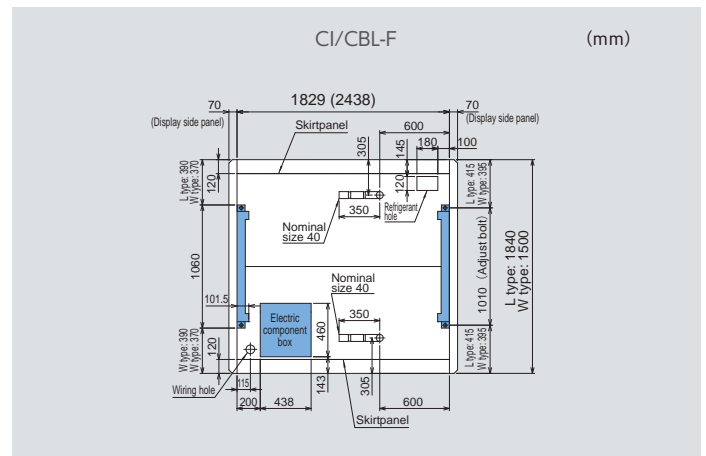 CI/CBL-F
(mm)
70
1829 (2438)
70
(Display side panel)
(Display side panel)
Skirtpanel
600
305
145
180
100
L type: 390
W type: 370
120
120
L type: 415
W type: 395
350
Refrigerant
hole
Nominal
size 40
1060
1010 (Adjust bolt)
L type: 1840
W type: 1500
Nominal
size 40
101.5
350
Electric
component
box
460
W type: 390
W type: 370
120
L type: 415
W type: 395
Wiring hole
115
143
305
200
438
600
Skirtpanel